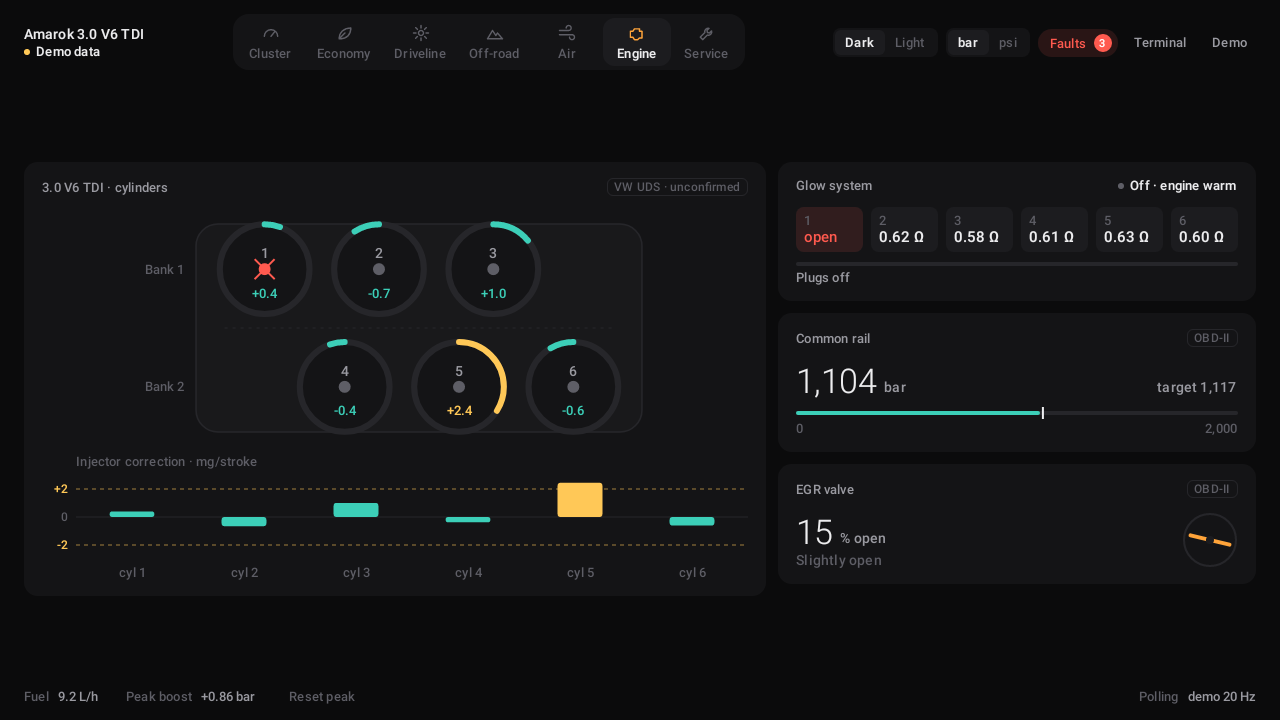 Amarok 3.0 V6 TDI
Demo data
Cluster
Economy
Driveline
Off-road
Air
Engine
Service
Dark
Light
bar
psi
Faults 3
Terminal
Demo
3.0 V6 TDI · cylinders
VW UDS · unconfirmed
Bank 1
1
+0.4
2
-0.7
3
+1.0
Bank 2
4
-0.4
5
+2.4
6
-0.6
Injector correction · mg/stroke
+2
0
-2
cyl 1
cyl 2
cyl 3
cyl 4
cyl 5
cyl 6
Glow system
Off · engine warm
1
open
2
0.62 Ω
3
0.58 Ω
4
0.61 Ω
5
0.63 Ω
6
0.60 Ω
Plugs off
Common rail
OBD-II
1,104 bar
target 1,117
0
2,000
EGR valve
OBD-II
15 % open
Slightly open
Fuel 9.2 L/h
Peak boost +0.86 bar
Reset peak
Polling demo 20 Hz